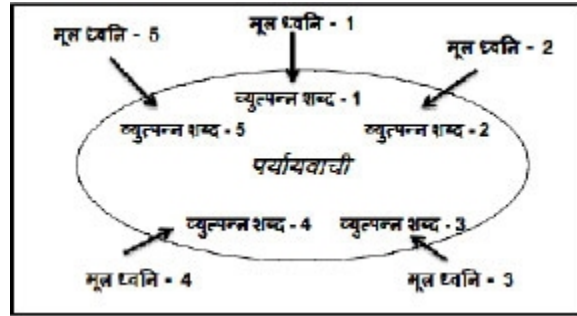 मूल ध्वनि - 1
मूल ध्वनि - 5
मूल ध्वनि - 2
व्युत्पन्न शब्द - 1
व्युत्पन्न शब्द - 5
व्युत्पन्न शब्द - 2
पर्यायवाची
व्युत्पन्न शब्द - 4
व्युत्पन्न शब्द - 3
मूल ध्वनि - 4
मूल ध्वनि - 3